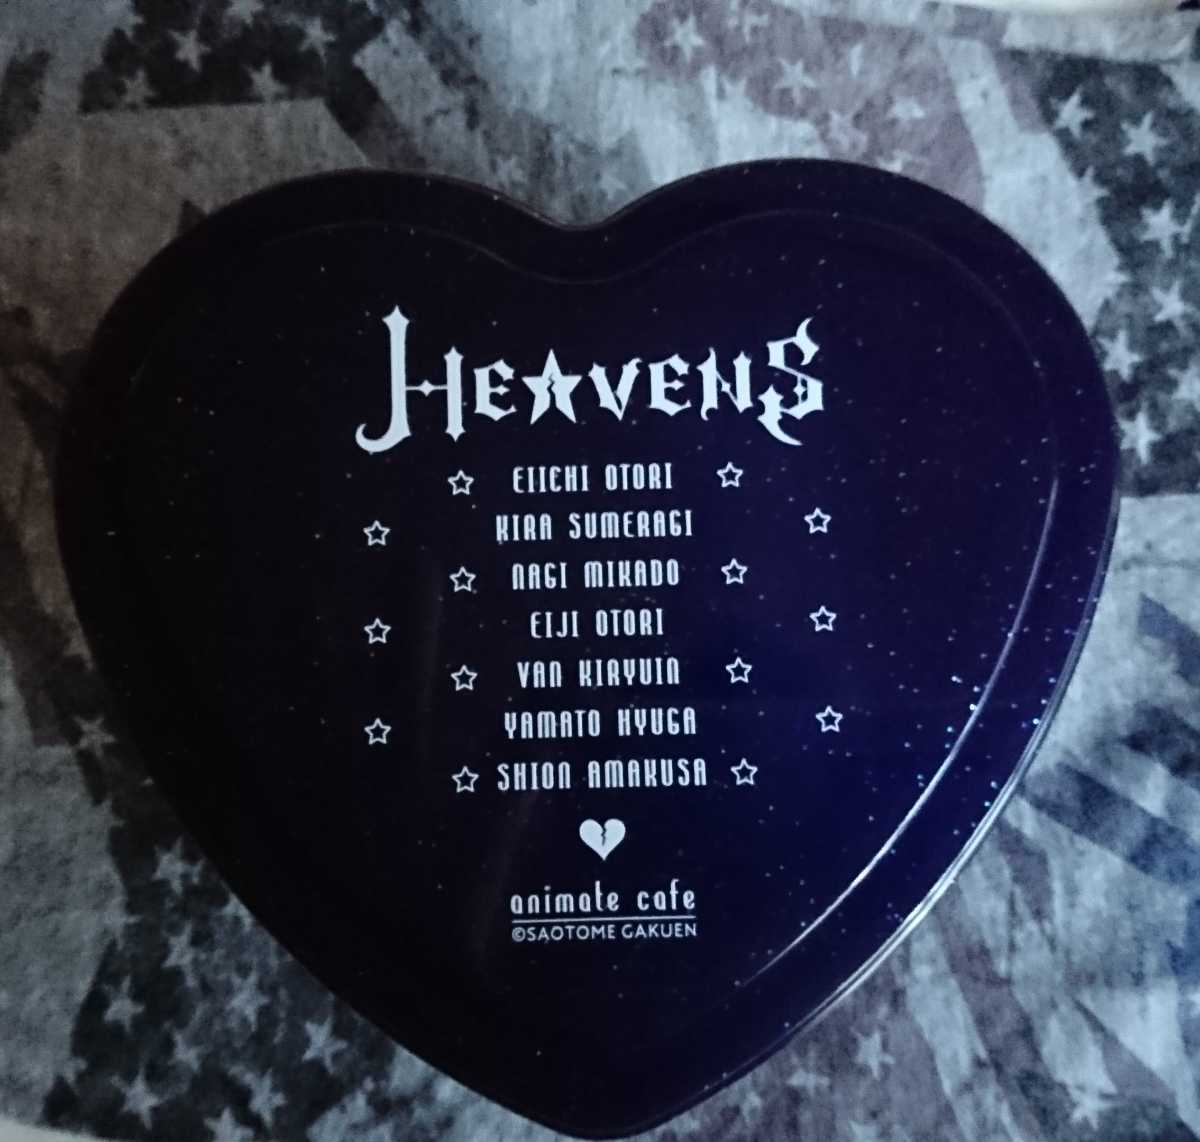 HEAVENS
☆ EIICHI OTORI ☆
☆ KIRA SUMERAGI ☆
☆ NAGI MIKADO ☆
☆ EIJI OTORI ☆
☆ VAN KIRYUIN ☆
☆ YAMATO HYUGA ☆
☆ SHION AMAKUSA ☆
animate cafe
©SAOTOME GAKUEN